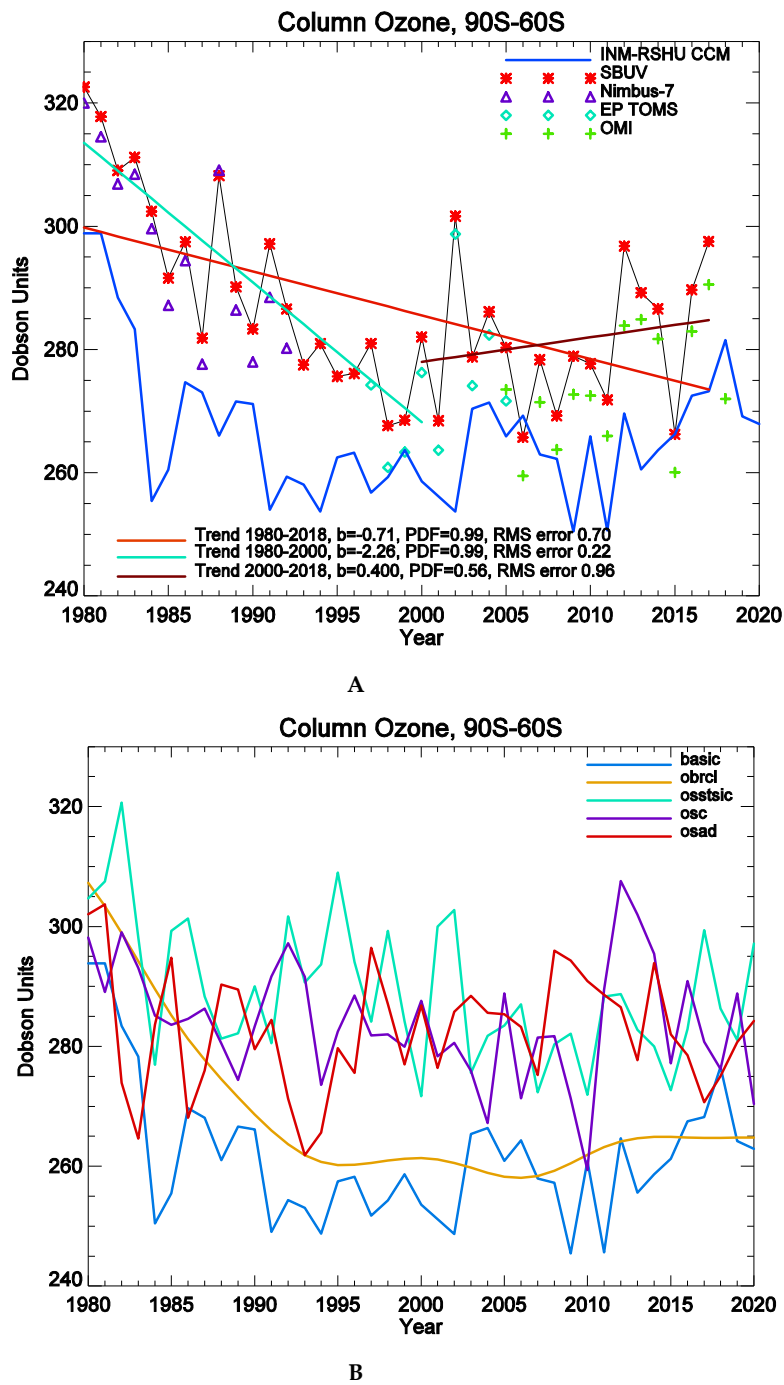 Column Ozone, 90S-60S
INM-RSHU CCM
SBUV
Nimbus-7
EP TOMS
OMI
Dobson Units
320
300
280
260
240
Trend 1980-2018, b=-0.71, PDF=0.99, RMS error 0.70
Trend 1980-2000, b=-2.26, PDF=0.99, RMS error 0.22
Trend 2000-2018, b=0.400, PDF=0.56, RMS error 0.96
1980 1985 1990 1995 2000 2005 2010 2015 2020
Year
A
Column Ozone, 90S-60S
basic
obrcl
osstsic
osc
osad
Dobson Units
320
300
280
260
240
1980 1985 1990 1995 2000 2005 2010 2015 2020
Year
B